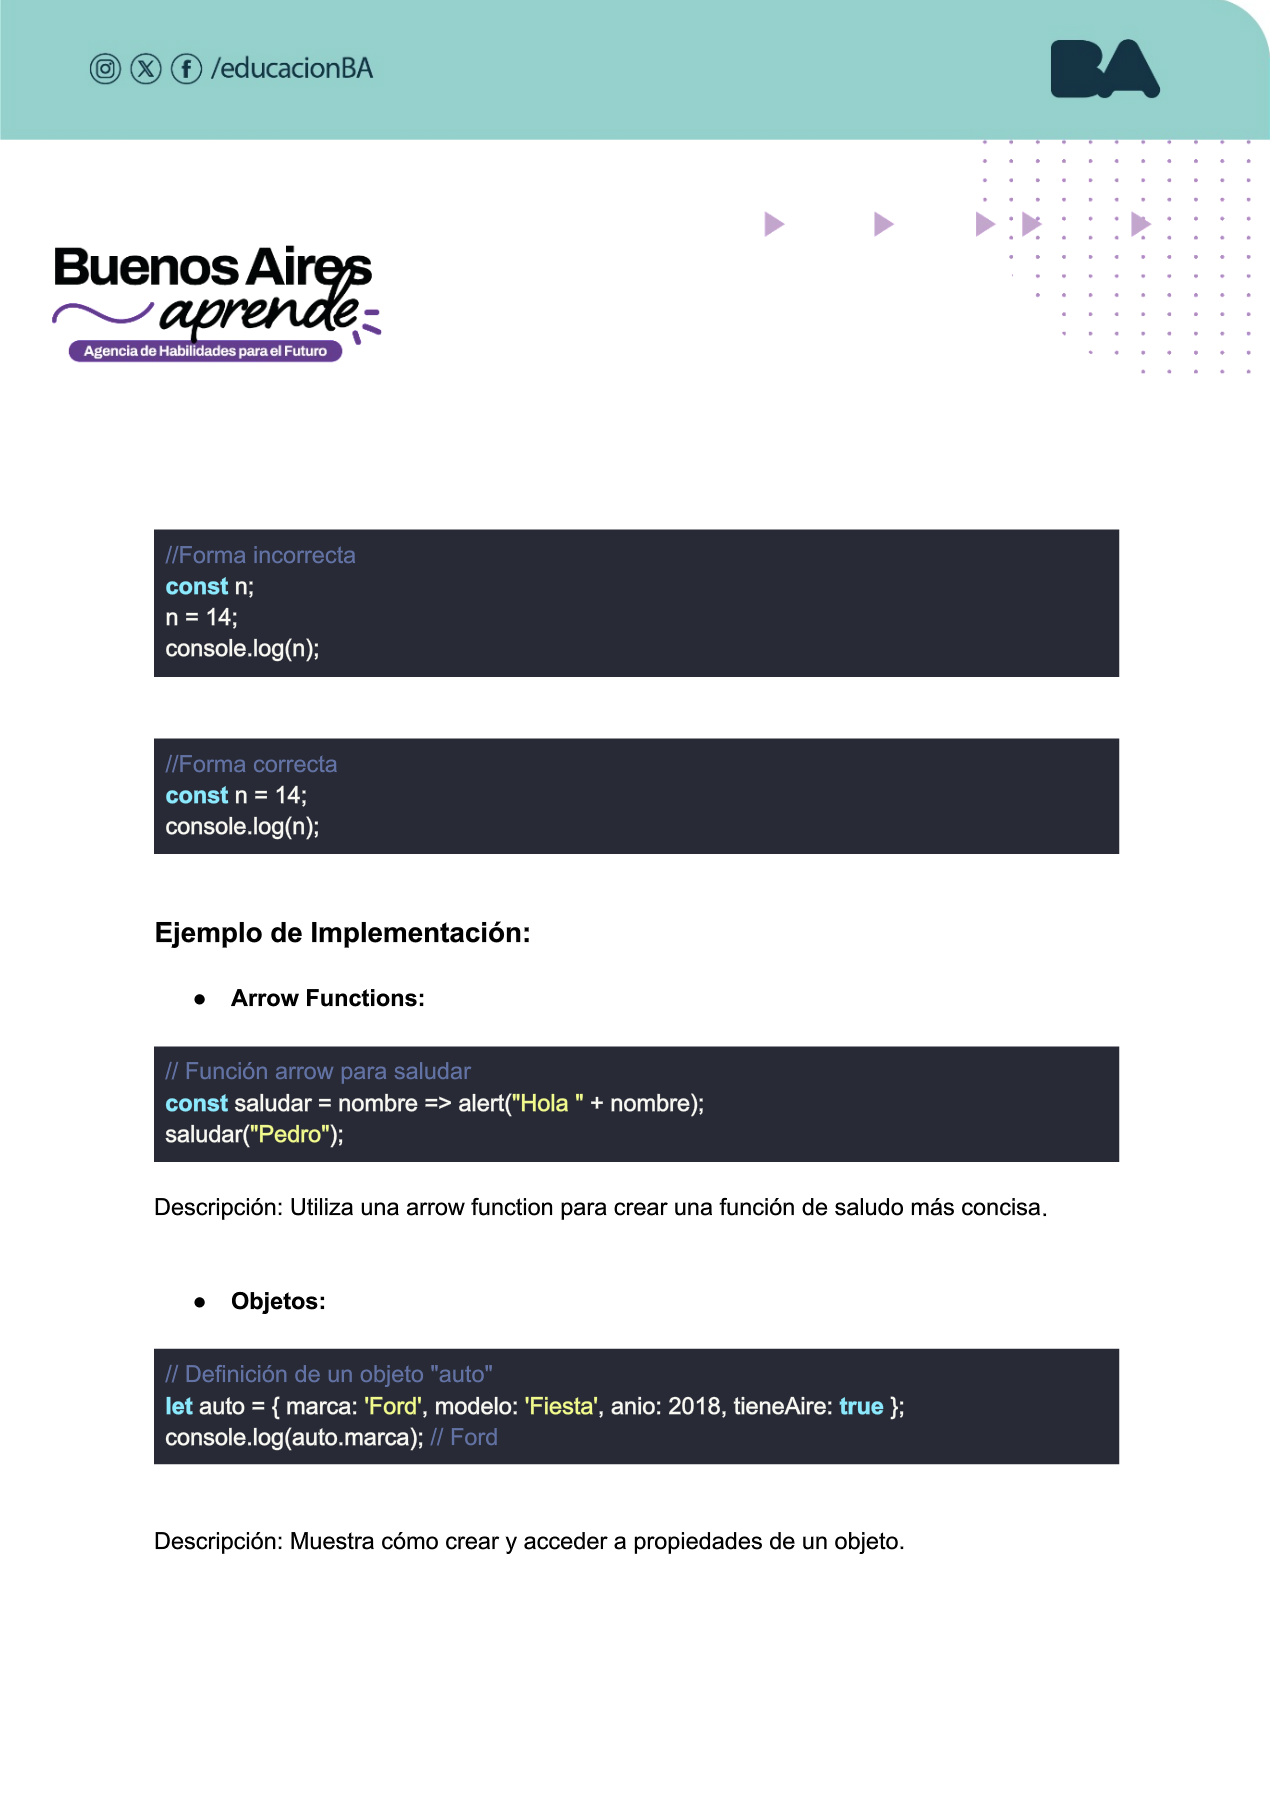 /educacionBA
BA
Buenos Aires
aprende
Agencia de Habilidades para el Futuro
//Forma incorrecta
const n;
n = 14;
console.log(n);
//Forma correcta
const n = 14;
console.log(n);
Ejemplo de Implementación:
● Arrow Functions:
// Función arrow para saludar
const saludar = nombre => alert("Hola " + nombre);
saludar("Pedro");
Descripción: Utiliza una arrow function para crear una función de saludo más concisa.
● Objetos:
// Definición de un objeto "auto"
let auto = { marca: 'Ford', modelo: 'Fiesta', anio: 2018, tieneAire: true };
console.log(auto.marca); // Ford
Descripción: Muestra cómo crear y acceder a propiedades de un objeto.